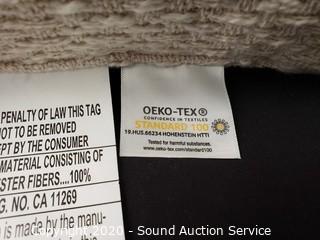 PENALTY OF LAW THIS TAG
NOT TO BE REMOVED
EPT BY THE CONSUMER
MATERIAL CONSISTING OF
STER FIBERS....100%
G. NO. CA 11269
n is made by the manu-
OEKO-TEX®
CONFIDENCE IN TEXTILES
STANDARD 100
19.HUS.66234 HOHENSTEIN HTTI
Tested for harmful substances.
www.oeko-tex.com/standard100
Copyright 2020 - Sound Auction Service